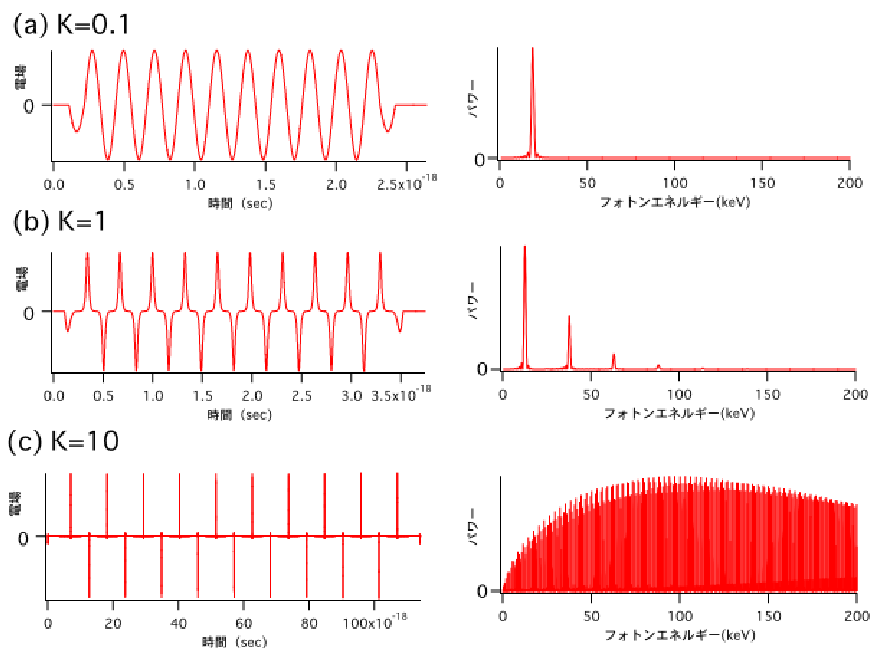 (a) K=0.1
電場
0
0.0 0.5 1.0 1.5 2.0 2.5x10-18
時間 (sec)
パワー
0
0 50 100 150 200
フォトンエネルギー(keV)
(b) K=1
電場
0
0.0 0.5 1.0 1.5 2.0 2.5 3.0 3.5x10-18
時間 (sec)
パワー
0
0 50 100 150 200
フォトンエネルギー(keV)
(c) K=10
電場
0
0 20 40 60 80 100x10-18
時間 (sec)
パワー
0
0 50 100 150 200
フォトンエネルギー(keV)